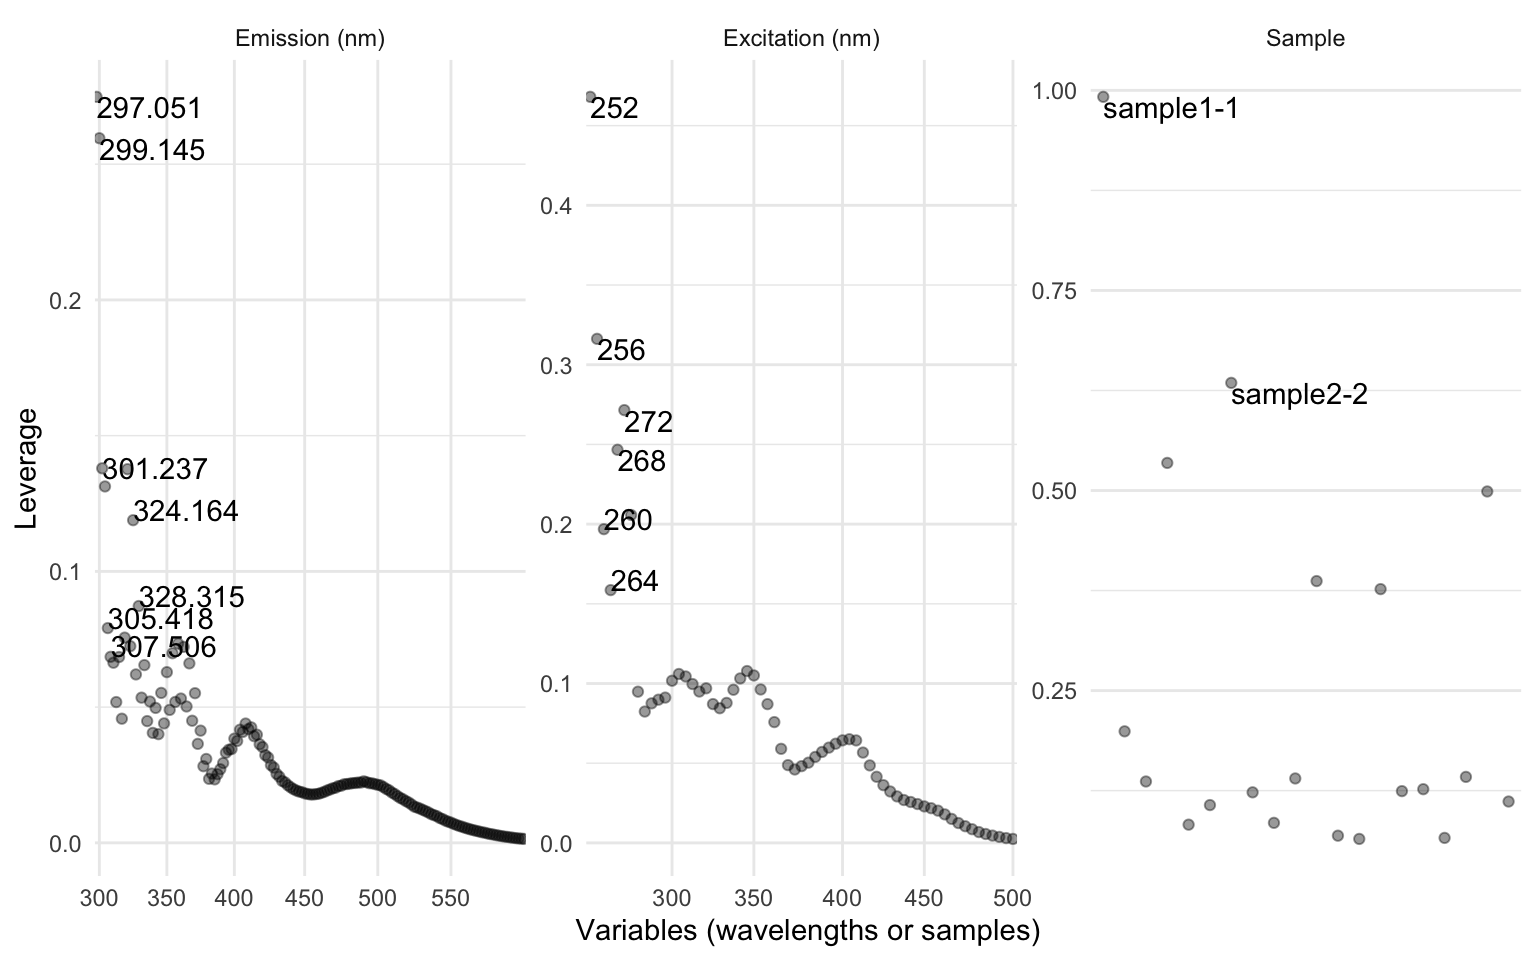 Emission (nm)
Excitation (nm)
Sample
Leverage
0.2
0.1
0.0
297.051
299.145
301.237
324.164
328.315
305.418
307.506
300 350 400 450 500 550
0.4
0.3
0.2
0.1
0.0
252
256
272
268
260
264
300 350 400 450 500
1.00
0.75
0.50
0.25
sample1-1
sample2-2
Variables (wavelengths or samples)